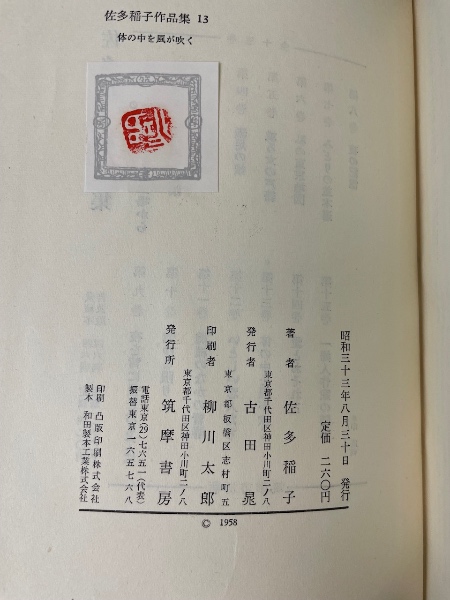 佐多稲子作品集 13
体の中を風が吹く
昭和三十三年八月三十日 発行
定価 二六〇円
著者 佐多稲子
東京都千代田区神田小川町二ノ八
発行者 古田晁
東京都板橋区志村町五
印刷者 柳川太郎
東京都千代田区神田小川町二ノ八
発行所 筑摩書房
電話東京(29)七六五一(代表)
振替東京一六五七六八
印刷 凸版印刷株式会社
製本 和田製本工業株式会社
© 1958